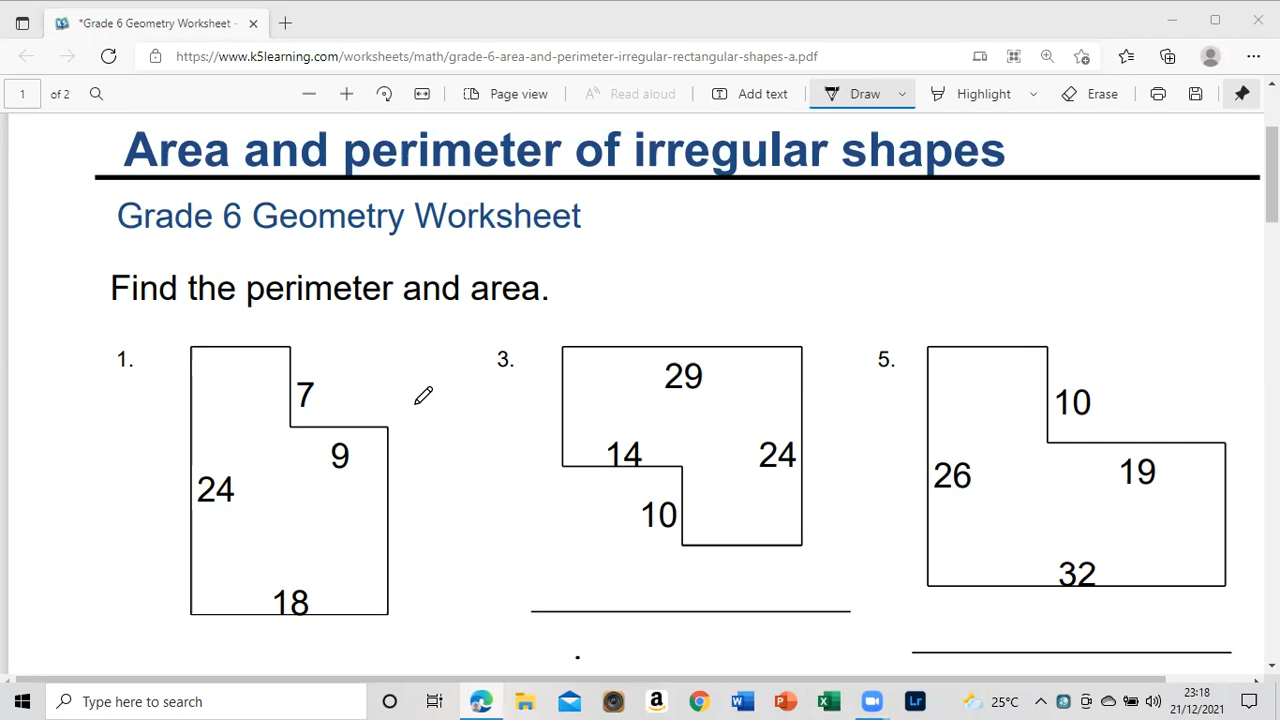 *Grade 6 Geometry Worksheet -
https://www.k5learning.com/worksheets/math/grade-6-area-and-perimeter-irregular-rectangular-shapes-a.pdf
1 of 2 Page view Read aloud Add text Draw Highlight Erase
Area and perimeter of irregular shapes
Grade 6 Geometry Worksheet
Find the perimeter and area.
1.
7
9
24
18
3.
29
14
24
10
5.
10
26
19
32
Type here to search
25°C
23:18
21/12/2021